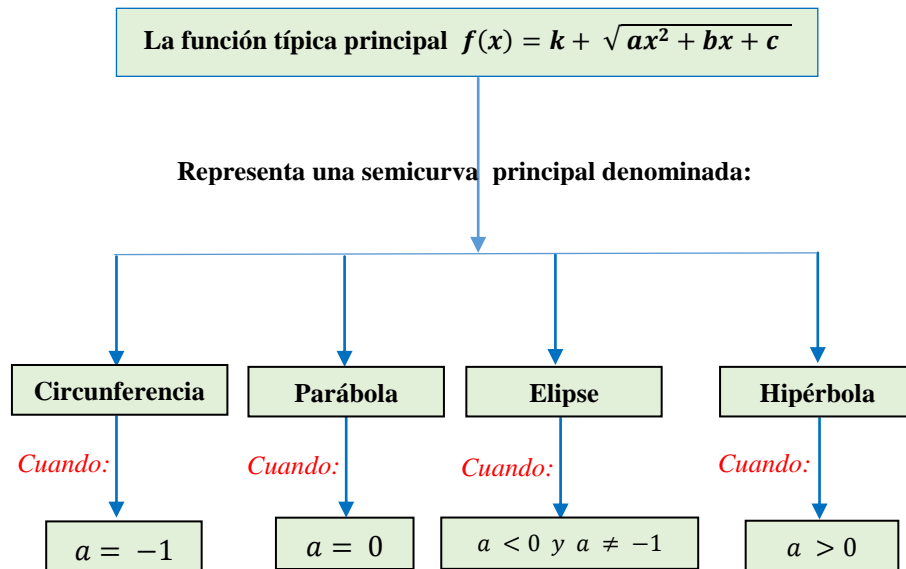 La función típica principal f(x) = k + √ax² + bx + c
Representa una semicurva principal denominada:
Circunferencia
Parábola
Elipse
Hipérbola
Cuando:
Cuando:
Cuando:
Cuando:
a = −1
a = 0
a < 0 y a ≠ −1
a > 0